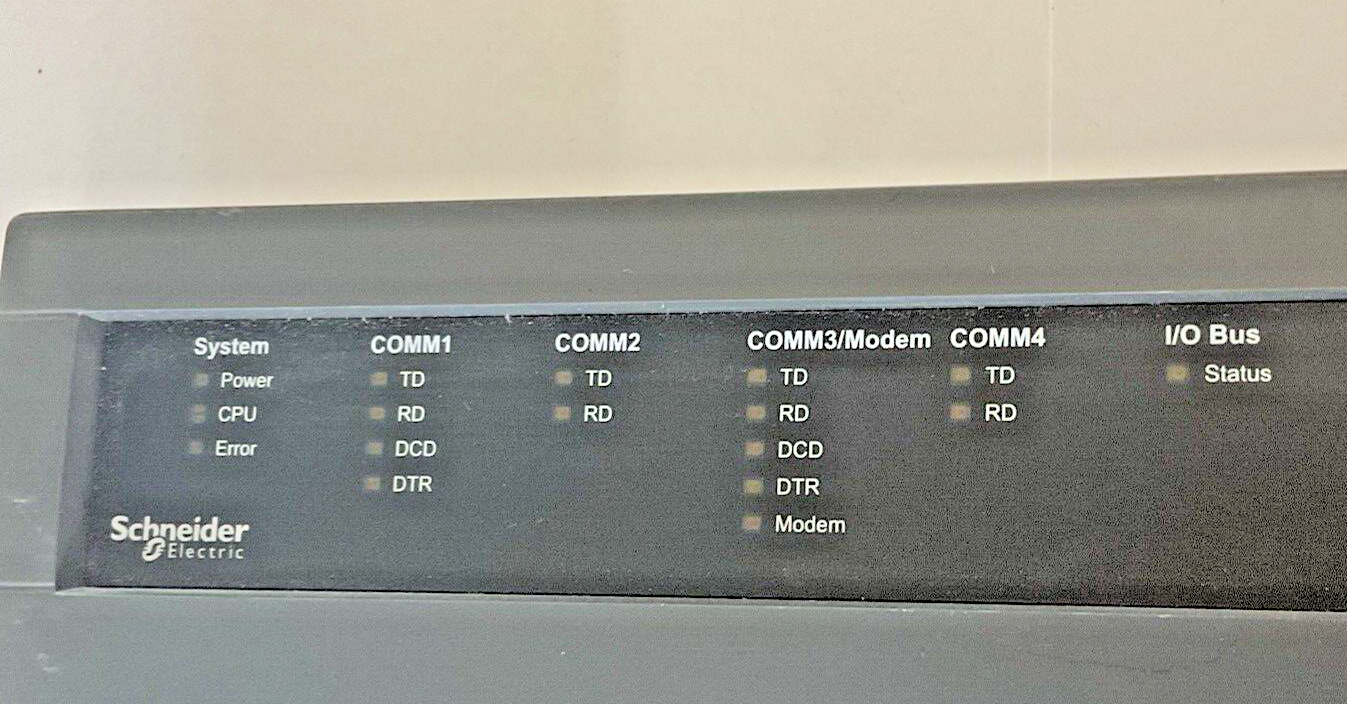 System
Power
CPU
Error
COMM1
TD
RD
DCD
DTR
COMM2
TD
RD
COMM3/Modem
TD
RD
DCD
DTR
Modem
COMM4
TD
RD
I/O Bus
Status
Schneider
Electric